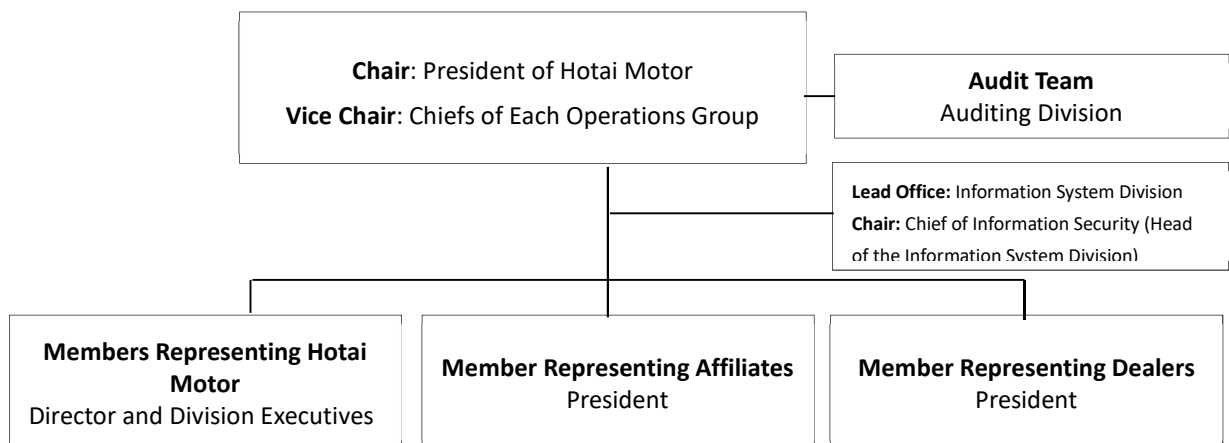 Chair: President of Hotai Motor
Vice Chair: Chiefs of Each Operations Group
Audit Team
Auditing Division
Lead Office: Information System Division
Chair: Chief of Information Security (Head
of the Information System Division)
Members Representing Hotai
Motor
Director and Division Executives
Member Representing Affiliates
President
Member Representing Dealers
President